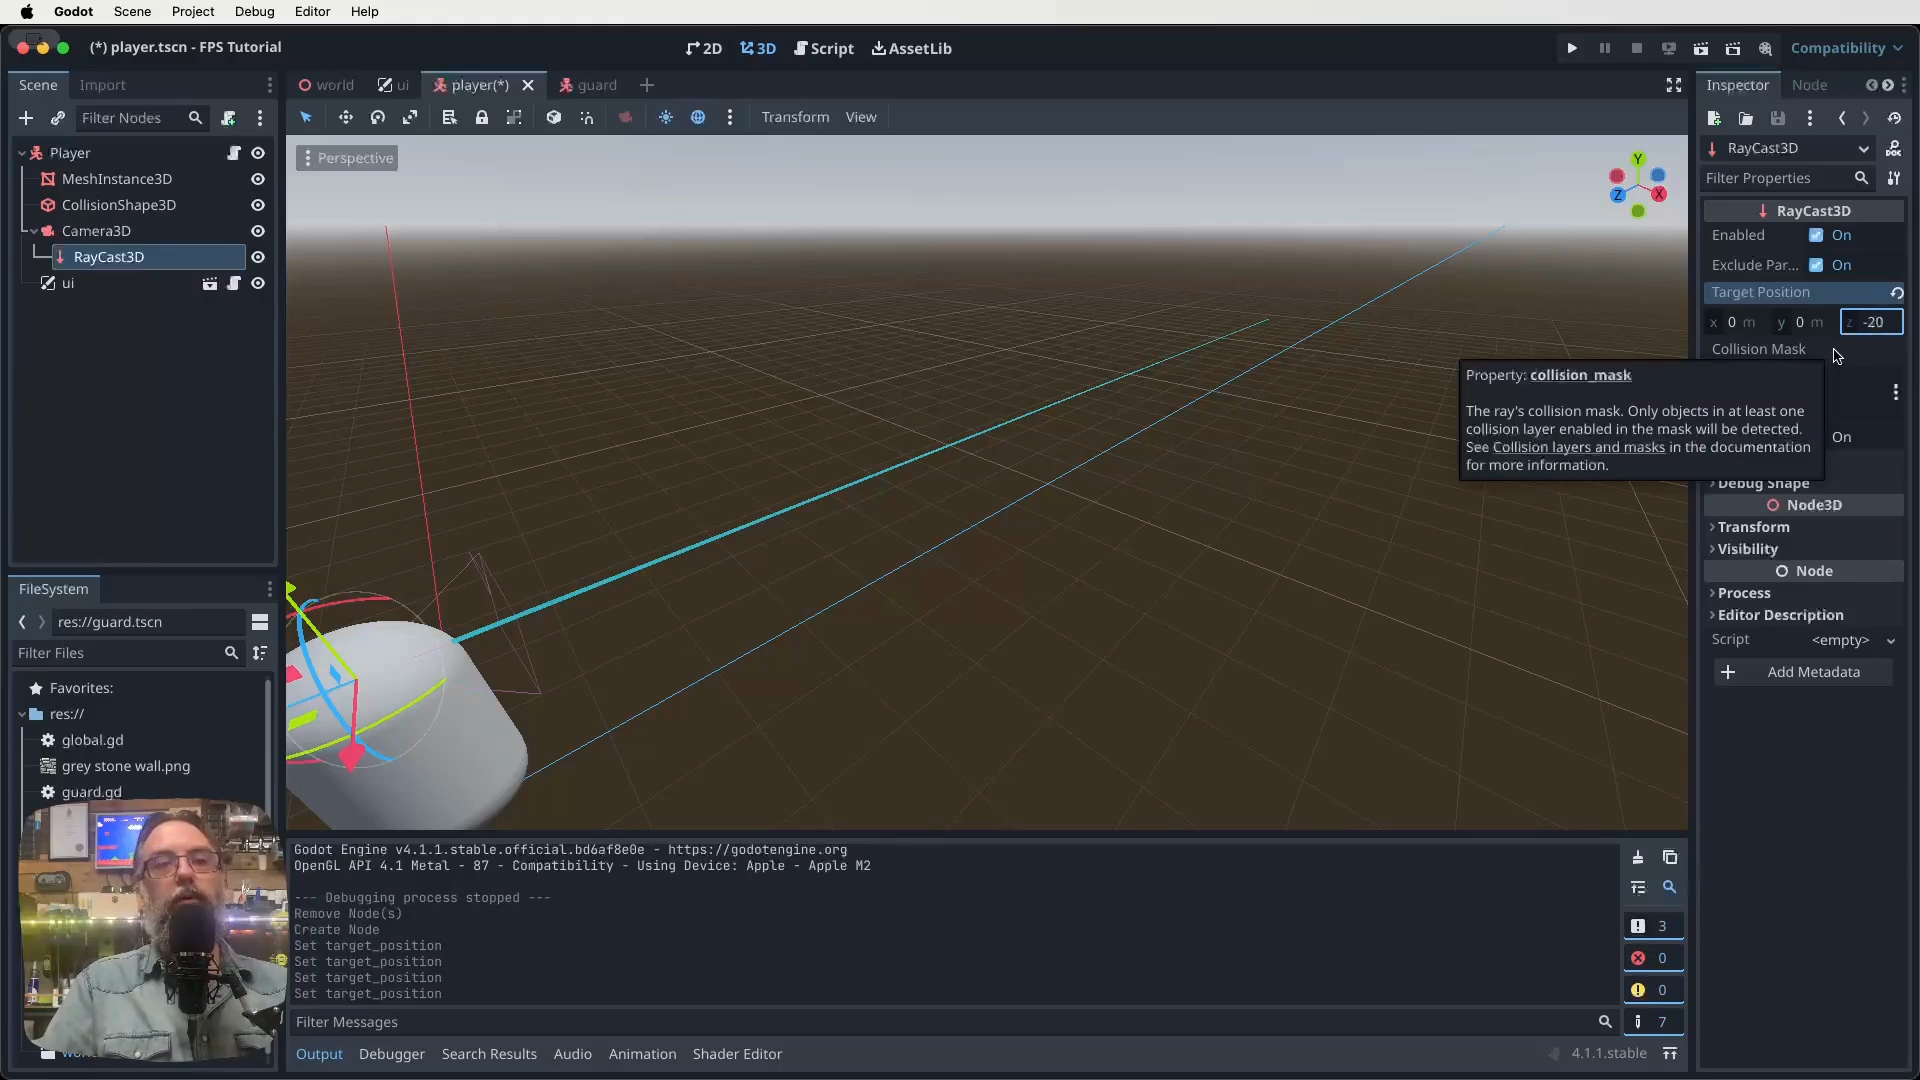 Godot Scene Project Debug Editor Help
(*) player.tscn - FPS Tutorial
2D 3D Script AssetLib
Compatibility
Scene Import
world ui player(*) guard
Inspector Node
Filter Nodes
Transform View
Player
MeshInstance3D
CollisionShape3D
Camera3D
RayCast3D
ui
Perspective
Y
Z X
RayCast3D
Filter Properties
RayCast3D
Enabled On
Exclude Par... On
Target Position
x 0 m y 0 m z -20
Collision Mask
Property: collision_mask
The ray's collision mask. Only objects in at least one
collision layer enabled in the mask will be detected.
See Collision layers and masks in the documentation
for more information.
On
Debug Shape
Node3D
Transform
Visibility
Node
Process
Editor Description
Script <empty>
Add Metadata
FileSystem
res://guard.tscn
Filter Files
Favorites:
res://
global.gd
grey stone wall.png
guard.gd
Godot Engine v4.1.1.stable.official.bd6af8e0e - https://godotengine.org
OpenGL API 4.1 Metal - 87 - Compatibility - Using Device: Apple - Apple M2
--- Debugging process stopped ---
Remove Node(s)
Create Node
Set target_position
Set target_position
Set target_position
Set target_position
3
0
0
7
Filter Messages
Output Debugger Search Results Audio Animation Shader Editor
4.1.1.stable